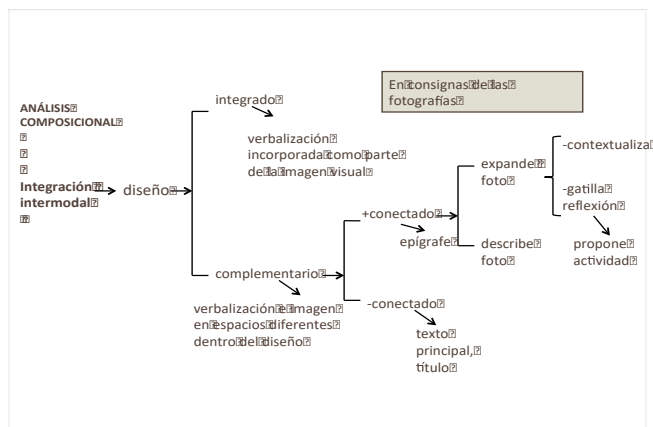 En consignas de las
fotografías
ANÁLISIS
COMPOSICIONAL
Integración
intermodal
diseño
integrado
verbalización
incorporada como parte
de la imagen visual
complementario
verbalización e imagen
en espacios diferentes
dentro del diseño
+conectado
epígrafe
-conectado
texto
principal,
título
expande
foto
describe
foto
-contextualiza
-gatilla
reflexión
propone
actividad